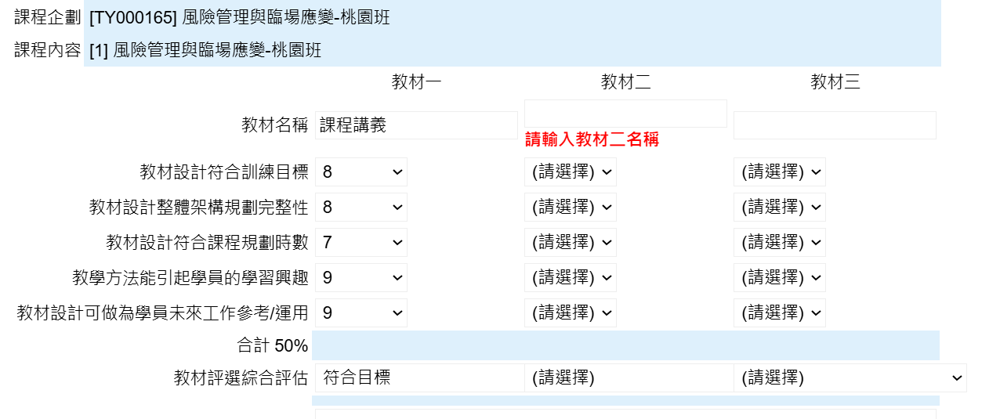 課程企劃 [TY000165] 風險管理與臨場應變-桃園班
課程內容 [1] 風險管理與臨場應變-桃園班
教材一 教材二 教材三
教材名稱 課程講義
請輸入教材二名稱
教材設計符合訓練目標 8 (請選擇) (請選擇)
教材設計整體架構規劃完整性 8 (請選擇) (請選擇)
教材設計符合課程規劃時數 7 (請選擇) (請選擇)
教學方法能引起學員的學習興趣 9 (請選擇) (請選擇)
教材設計可做為學員未來工作參考/運用 9 (請選擇) (請選擇)
合計 50%
教材評選綜合評估 符合目標 (請選擇) (請選擇)